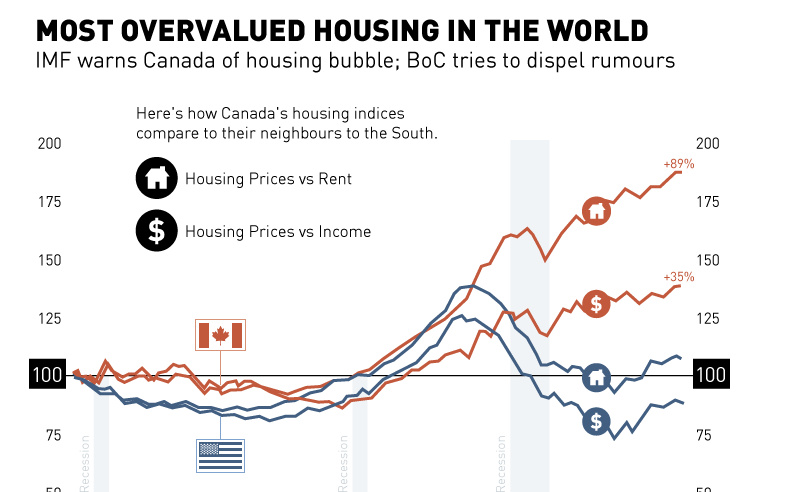 MOST OVERVALUED HOUSING IN THE WORLD
IMF warns Canada of housing bubble; BoC tries to dispel rumours
Here's how Canada's housing indices
compare to their neighbours to the South.
Housing Prices vs Rent
$ Housing Prices vs Income
200
175
150
125
100
75
50
200
175
150
125
100
75
50
+89%
+35%
$
$
Recession
Recession
Recession